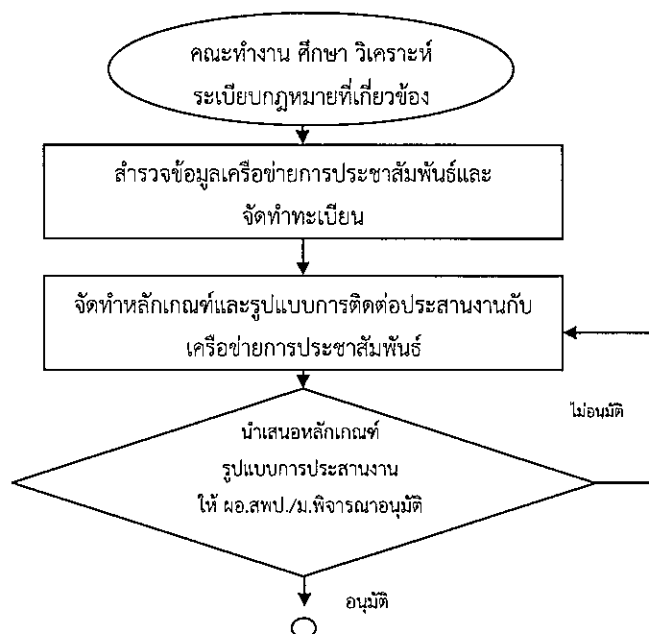 คณะทำงาน ศึกษา วิเคราะห์
ระเบียบกฎหมายที่เกี่ยวข้อง
สำรวจข้อมูลเครือข่ายการประชาสัมพันธ์และ
จัดทำทะเบียน
จัดทำหลักเกณฑ์และรูปแบบการติดต่อประสานงานกับ
เครือข่ายการประชาสัมพันธ์
ไม่อนุมัติ
นำเสนอหลักเกณฑ์
รูปแบบการประสานงาน
ให้ ผอ.สพป./ม.พิจารณาอนุมัติ
อนุมัติ